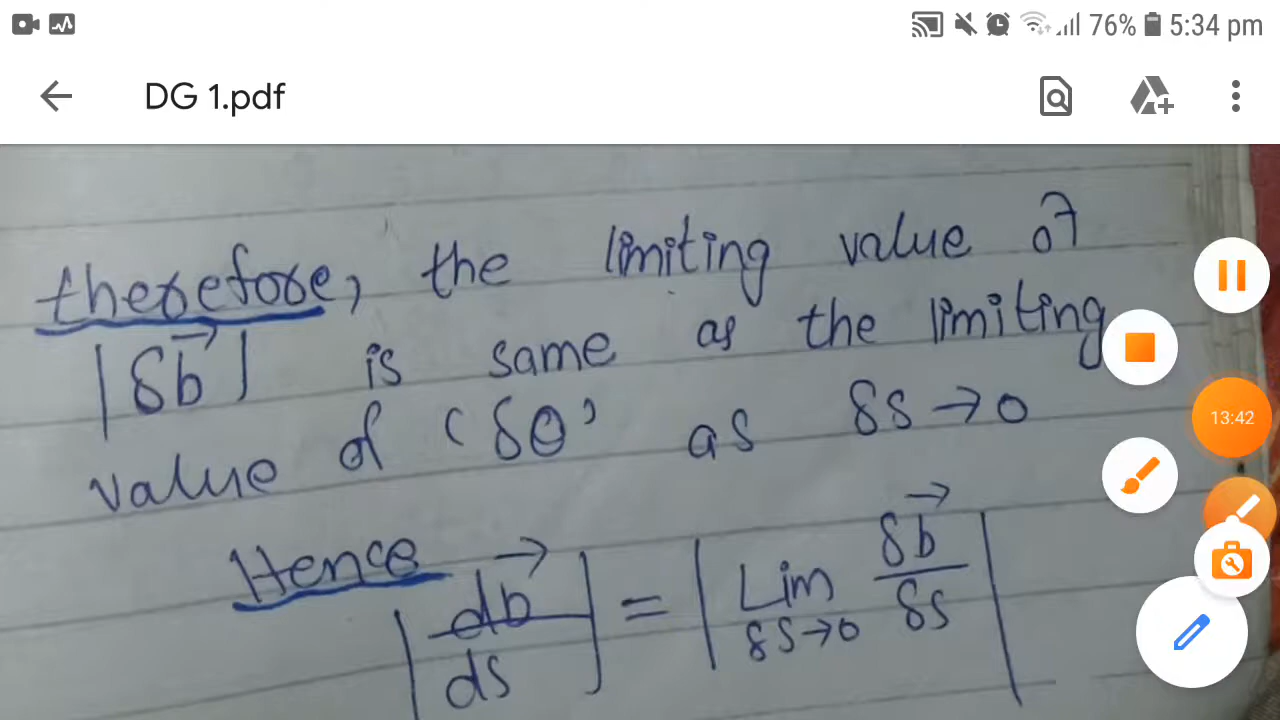 76% 5:34 pm
DG 1.pdf
therefore, the limiting value of
|δb⃗| is same as the limiting
value of 'δθ' as δs→0
Hence |db⃗/ds| = |Lim δs→0 δb⃗/δs|
13:42